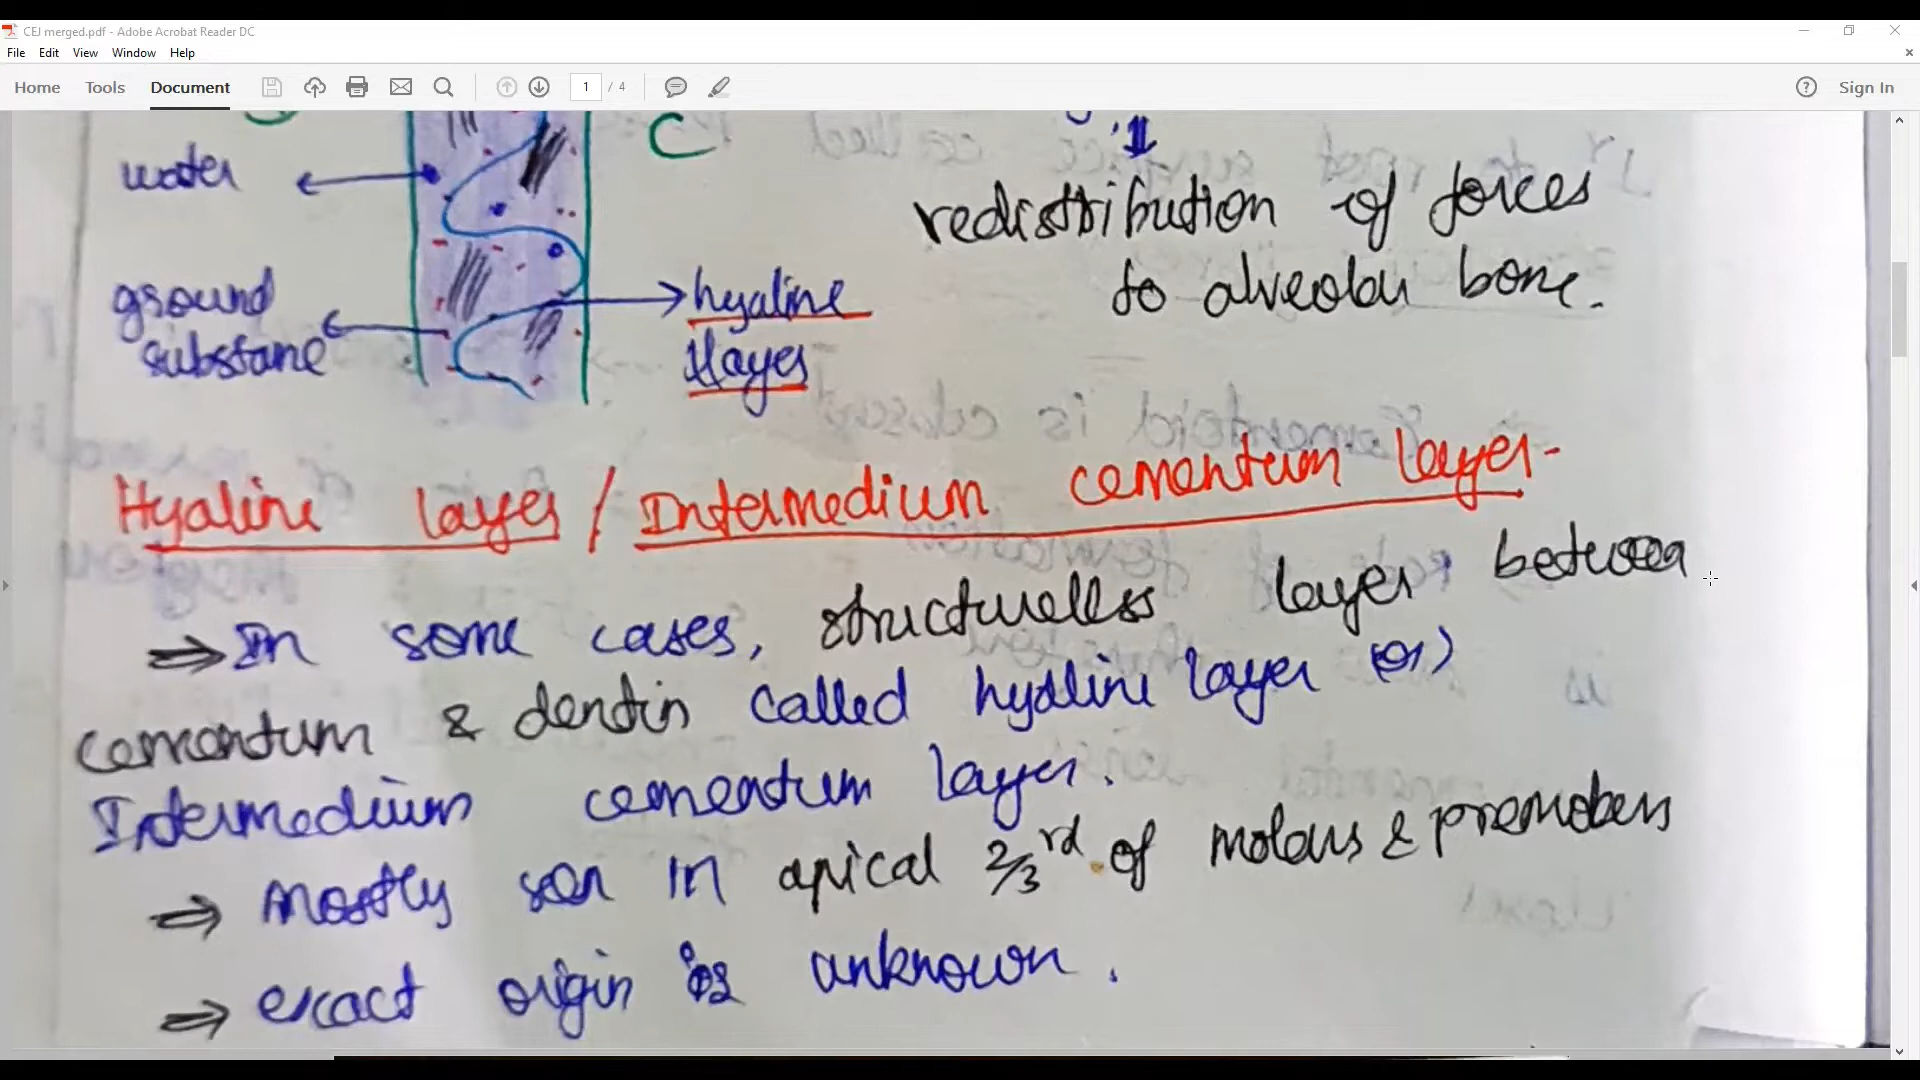 CEJ merged.pdf - Adobe Acrobat Reader DC
File Edit View Window Help
Home Tools Document 1 / 4 Sign In
water
C
ground
substane
hyaline
layer
redistribution of forces
to alveolar bone.
Hyaline layer / Intermedium cementum layer-
⇒ In some cases, structureless layer between
cementum & dentin called hyaline layer (or)
Intermedium cementum layer.
⇒ mostly seen in apical 2/3rd of molars & premolars
⇒ exact origin is unknown.